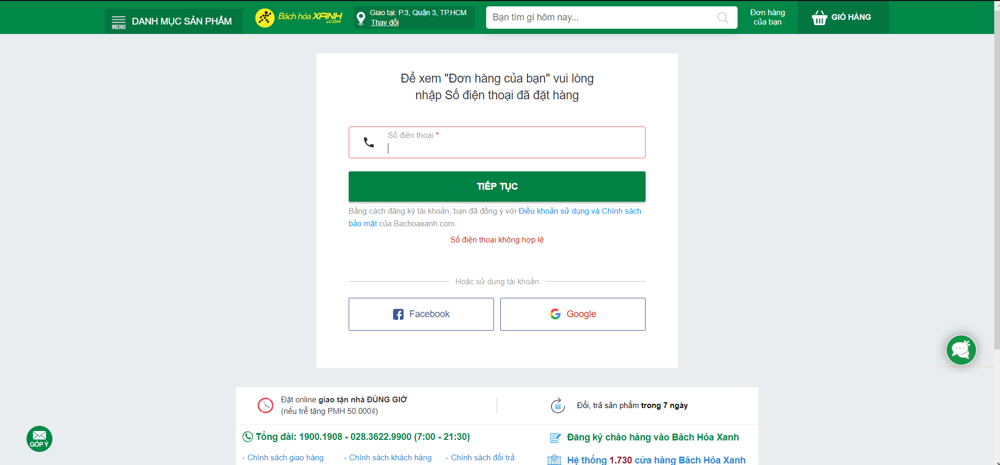 MENU
DANH MỤC SẢN PHẨM
Bách hóa XANH
.COM
Giao tại: P.3, Quận 3, TP.HCM
Thay đổi
Bạn tìm gì hôm nay...
Đơn hàng
của bạn
GIỎ HÀNG
Để xem "Đơn hàng của bạn" vui lòng
nhập Số điện thoại đã đặt hàng
Số điện thoại *
TIẾP TỤC
Bằng cách đăng ký tài khoản, bạn đã đồng ý với Điều khoản sử dụng và Chính sách
bảo mật của Bachoaxanh.com.
Số điện thoại không hợp lệ
Hoặc sử dụng tài khoản
Facebook
Google
Đặt online giao tận nhà ĐÚNG GIỜ
(nếu trễ tặng PMH 50.000₫)
Đổi, trả sản phẩm trong 7 ngày
GÓP Ý
Tổng đài: 1900.1908 - 028.3622.9900 (7:00 - 21:30)
Đăng ký chào hàng vào Bách Hóa Xanh
· Chính sách giao hàng
· Chính sách khách hàng
· Chính sách đổi trả
Hệ thống 1.730 cửa hàng Bách Hóa Xanh